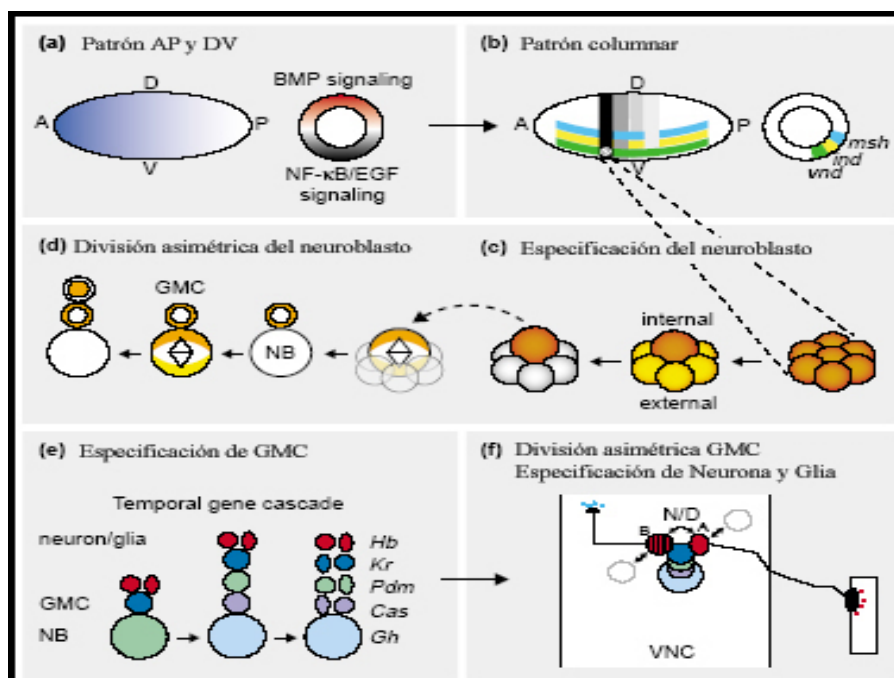 (a) Patrón AP y DV
D
BMP signaling
A
P
V
NF-κB/EGF
signaling
(b) Patrón columnar
D
A
P
V
msh
ind
vnd
(d) División asimétrica del neuroblasto
GMC
NB
(c) Especificación del neuroblasto
internal
external
(e) Especificación de GMC
Temporal gene cascade
neuron/glia
GMC
NB
Hb
Kr
Pdm
Cas
Gh
(f) División asimétrica GMC
Especificación de Neurona y Glia
N/D
B
A
VNC